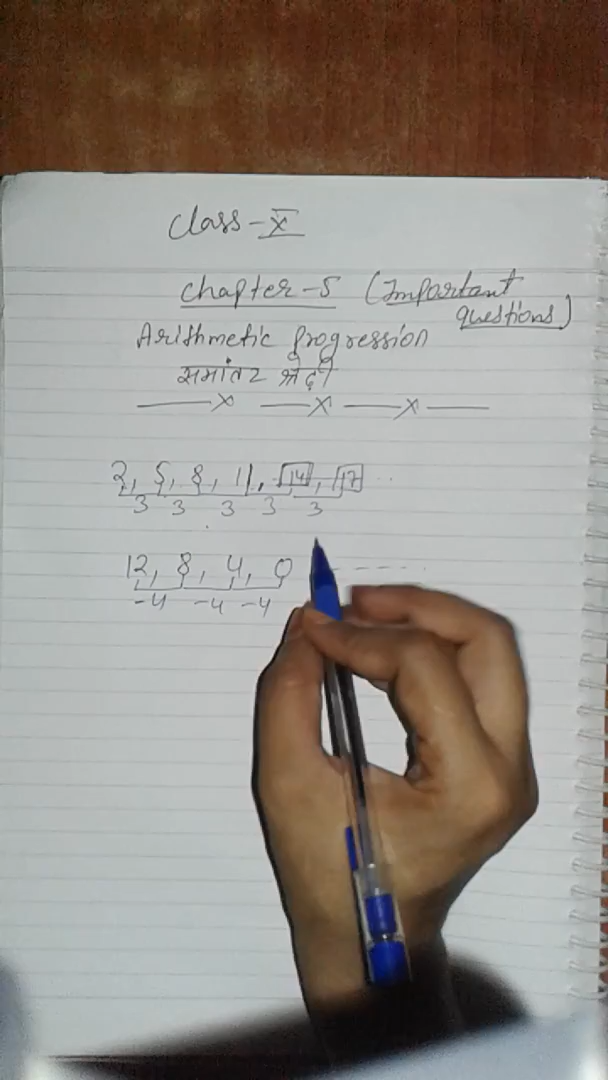 Class - X
Chapter - 5 (Important questions)
Arithmetic Progression
समांतर श्रेढ़ी
x x x
2, 5, 8, 11, 14, 17 ...
3 3 3 3 3
12, 8, 4, 0 - - - - -
-4 -4 -4